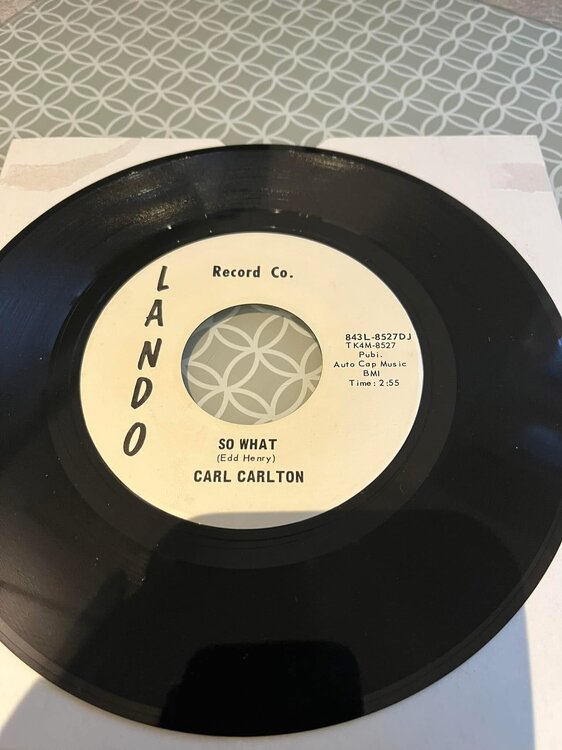 LANDO
Record Co.
843L-8527DJ
TK4M-8527
Publ.
Auto Cap Music
BMI
Time: 2:55
SO WHAT
(Edd Henry)
CARL CARLTON